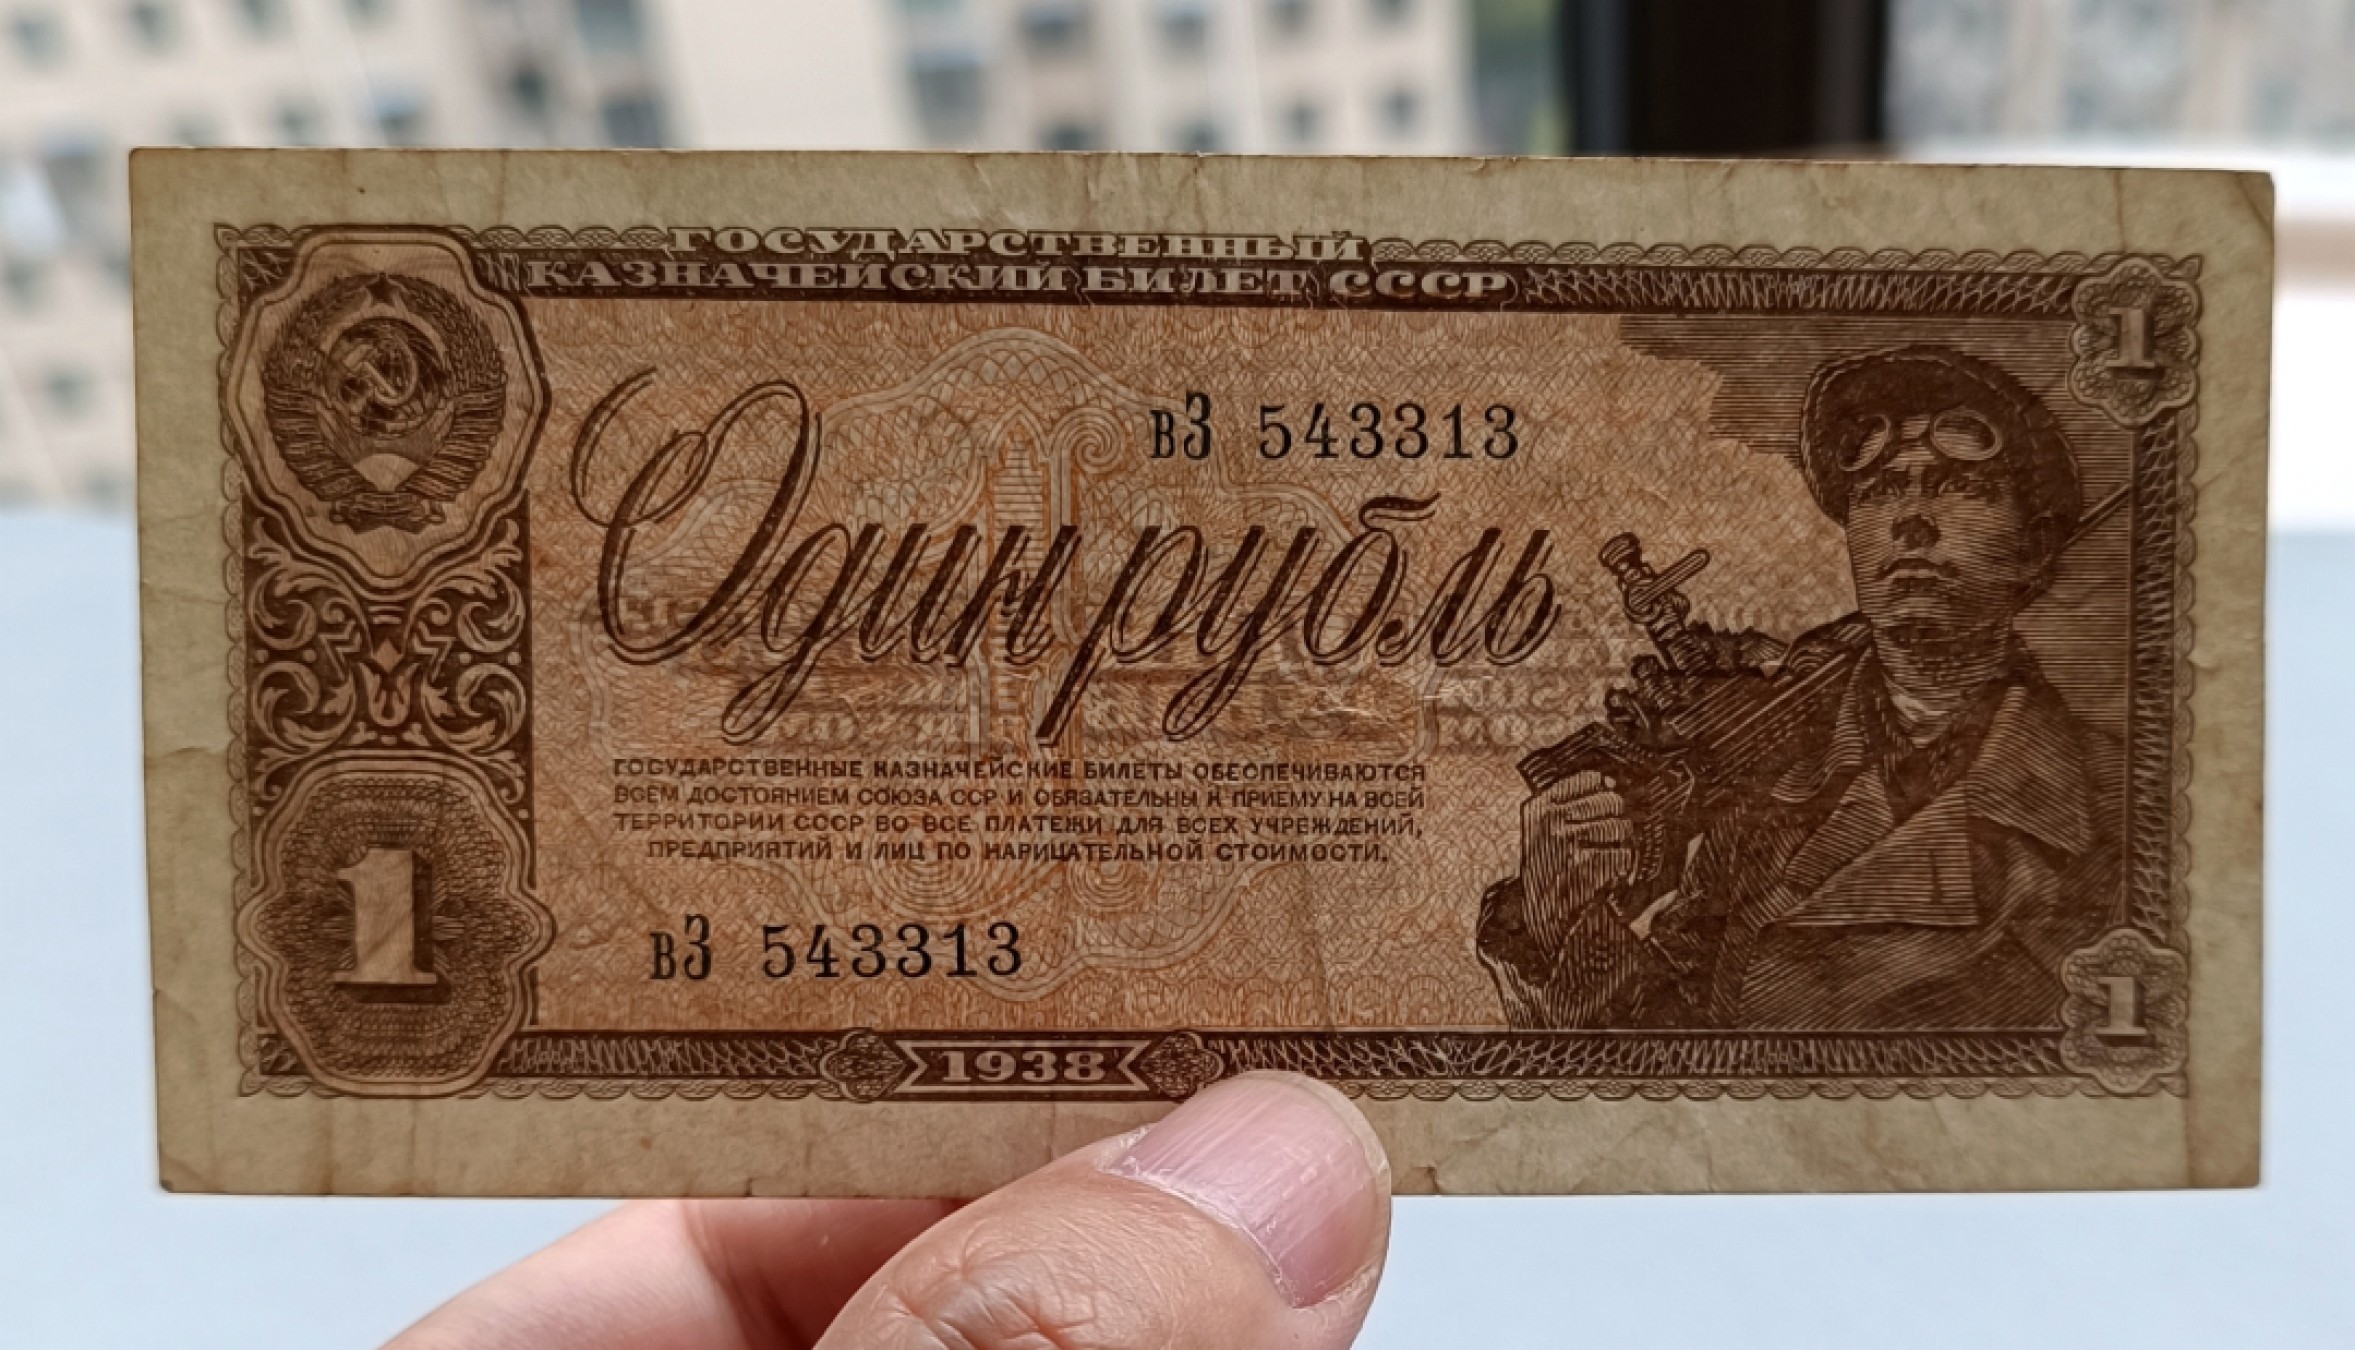 ГОСУДАРСТВЕННЫЙ
КАЗНАЧЕЙСКИЙ БИЛЕТ СССР
1
вЗ 543313
Один рубль
ГОСУДАРСТВЕННЫЕ КАЗНАЧЕЙСКИЕ БИЛЕТЫ ОБЕСПЕЧИВАЮТСЯ
ВСЕМ ДОСТОЯНИЕМ СОЮЗА ССР И ОБЯЗАТЕЛЬНЫ К ПРИЕМУ НА ВСЕЙ
ТЕРРИТОРИИ СССР ВО ВСЕ ПЛАТЕЖИ ДЛЯ ВСЕХ УЧРЕЖДЕНИЙ,
ПРЕДПРИЯТИЙ И ЛИЦ ПО НАРИЦАТЕЛЬНОЙ СТОИМОСТИ.
1
вЗ 543313
1
1938